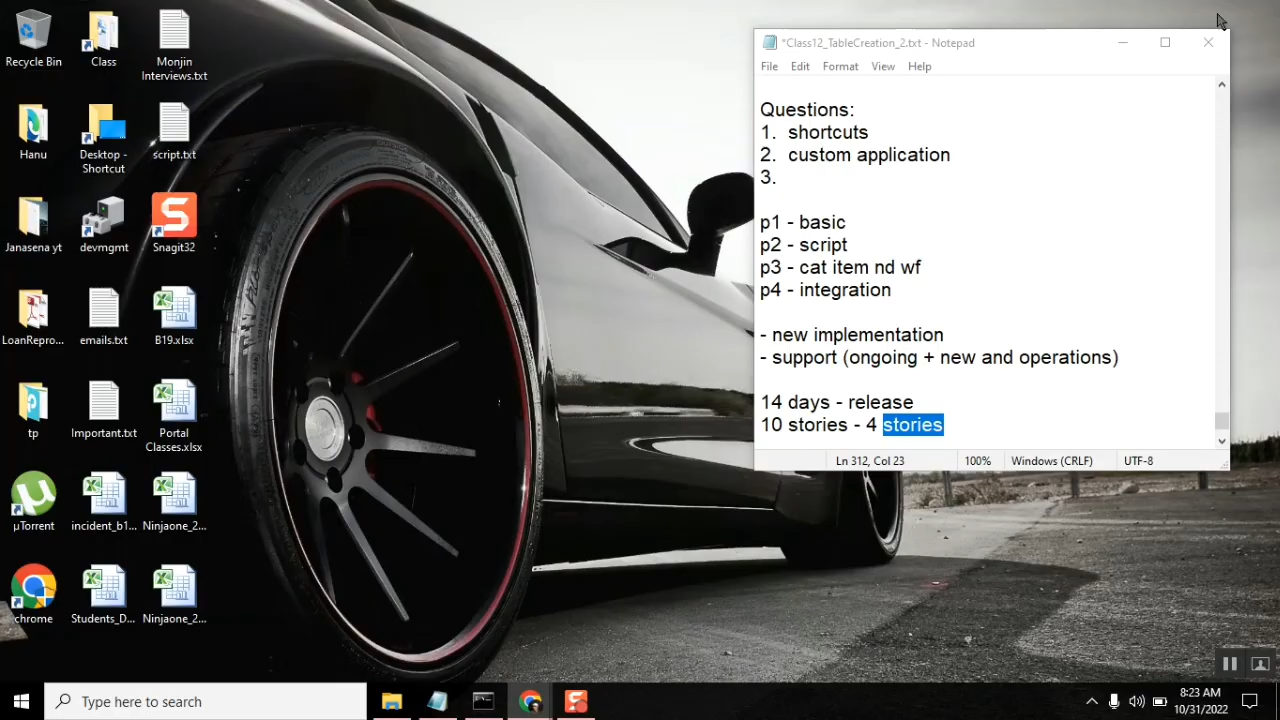 Recycle Bin
Class
Monjin Interviews.txt
Hanu
Desktop - Shortcut
script.txt
Janasena yt
devmgmt
Snagit32
LoanRepro...
emails.txt
B19.xlsx
tp
Important.txt
Portal Classes.xlsx
µTorrent
incident_b1...
Ninjaone_2...
chrome
Students_D...
Ninjaone_2...
*Class12_TableCreation_2.txt - Notepad
File Edit Format View Help
Questions:
1. shortcuts
2. custom application
3.
p1 - basic
p2 - script
p3 - cat item nd wf
p4 - integration
- new implementation
- support (ongoing + new and operations)
14 days - release
10 stories - 4 stories
Ln 312, Col 23 100% Windows (CRLF) UTF-8
Type here to search
8:23 AM
10/31/2022